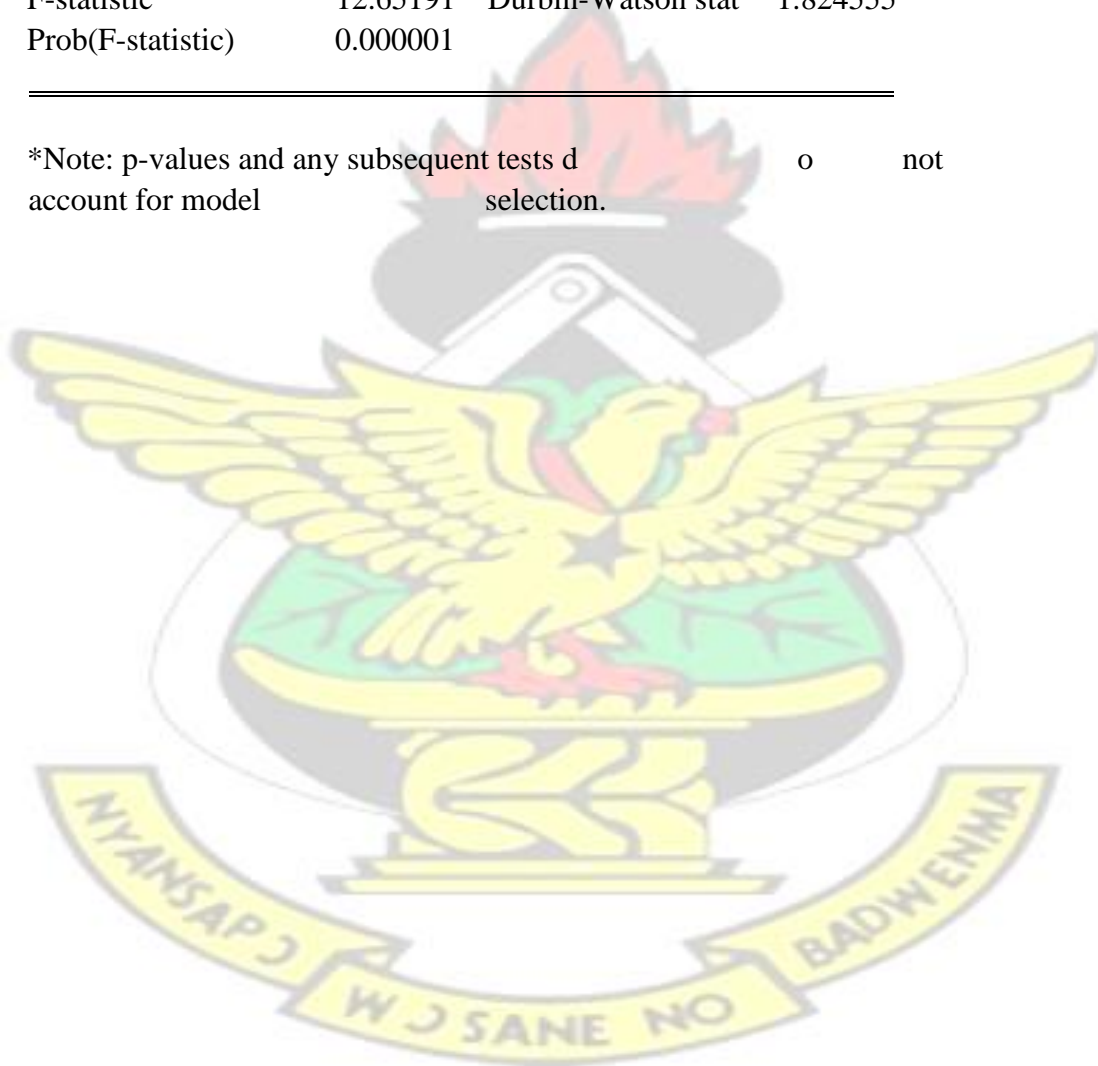 F-statistic 12.65191 Durbin-Watson stat 1.824555
Prob(F-statistic) 0.000001
*Note: p-values and any subsequent tests d o not
account for model selection.
NYANSAPƆ
WƆSANE NO
BADWENMA